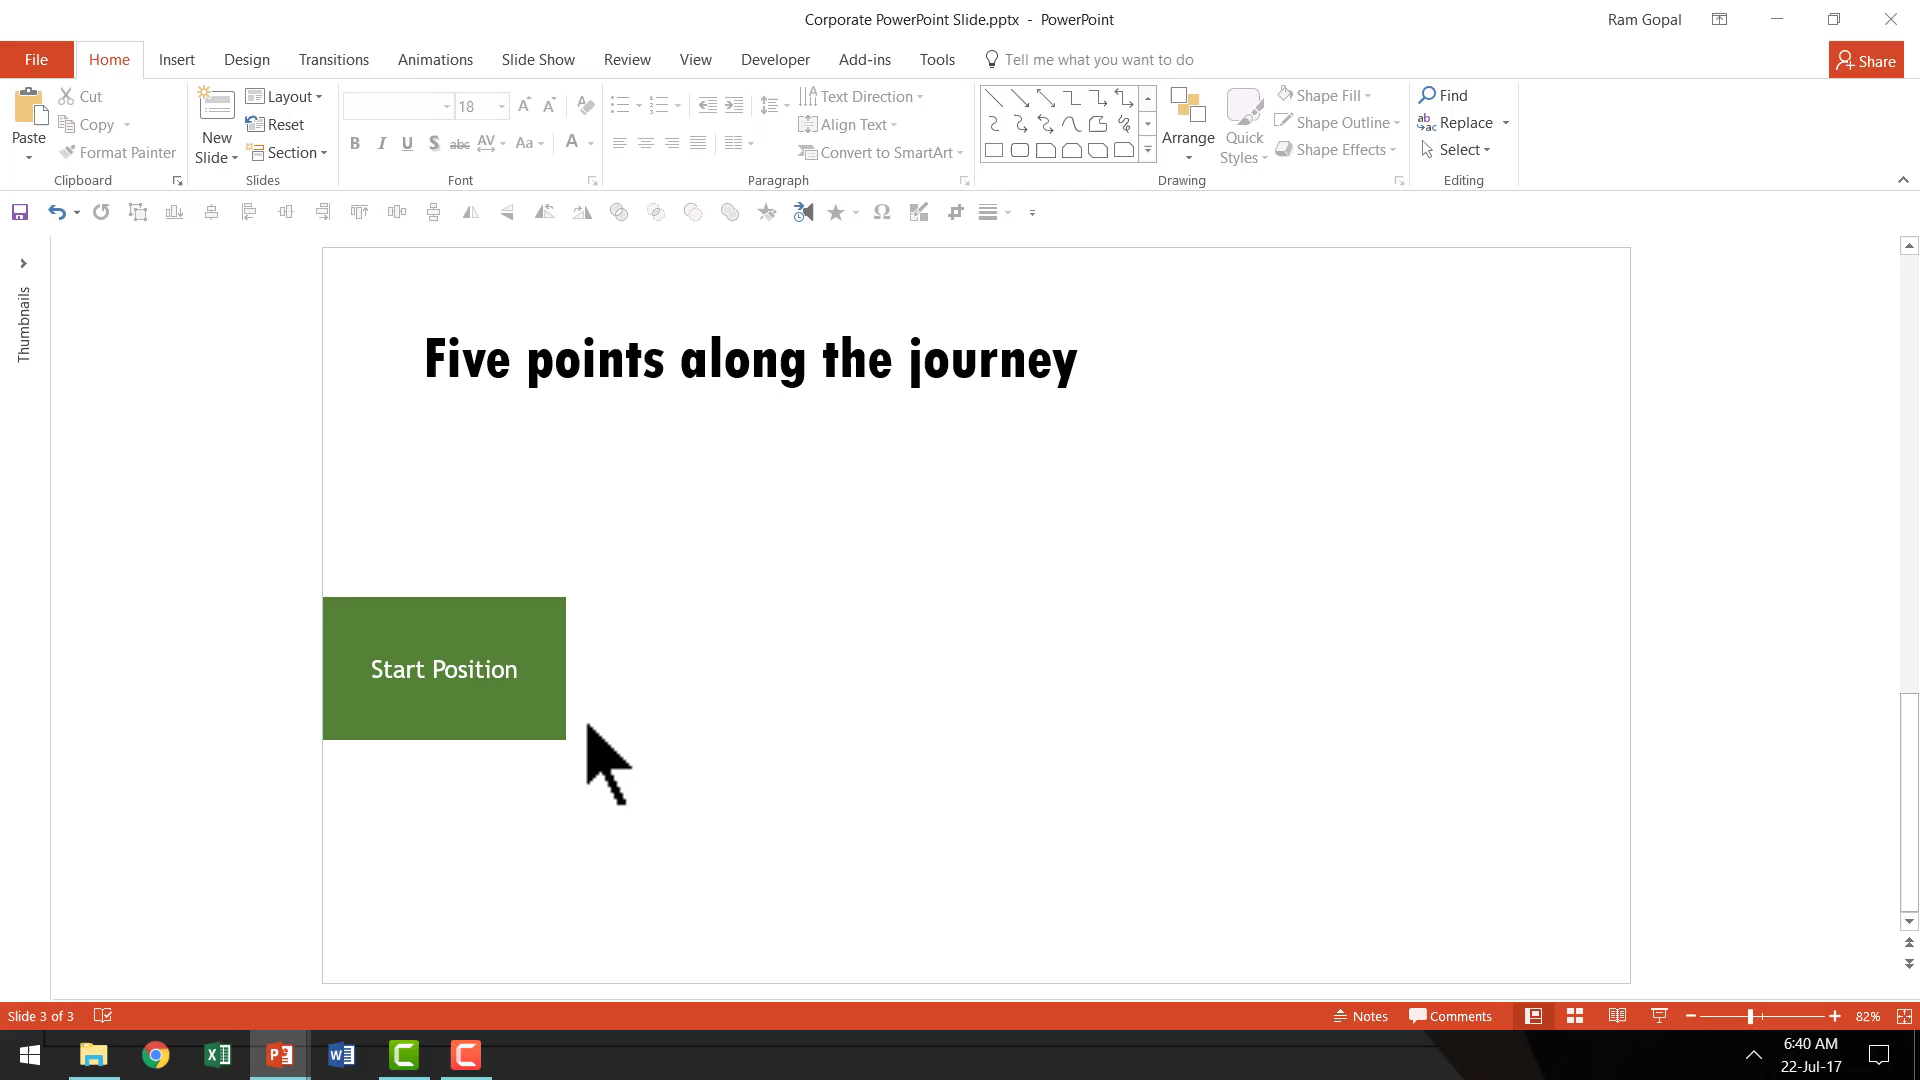 Corporate PowerPoint Slide.pptx - PowerPoint
Ram Gopal
File Home Insert Design Transitions Animations Slide Show Review View Developer Add-ins Tools Tell me what you want to do Share
Paste
Cut
Copy
Format Painter
Clipboard
New Slide
Layout
Reset
Section
Slides
18
B I U S abc AV Aa A
Font
Text Direction
Align Text
Convert to SmartArt
Paragraph
Arrange
Quick Styles
Shape Fill
Shape Outline
Shape Effects
Drawing
Find
Replace
Select
Editing
Thumbnails
Five points along the journey
Start Position
Slide 3 of 3
Notes
Comments
82%
6:40 AM
22-Jul-17